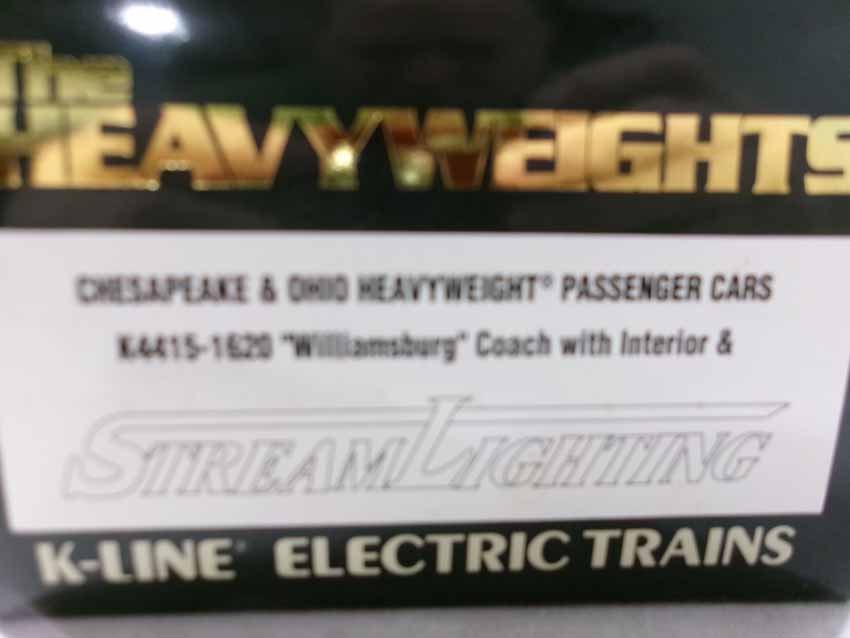 The
HEAVYWEIGHTS
CHESAPEAKE & OHIO HEAVYWEIGHT® PASSENGER CARS
K4415-1620 "Williamsburg" Coach with Interior &
STREAMLIGHTING
K-LINE® ELECTRIC TRAINS